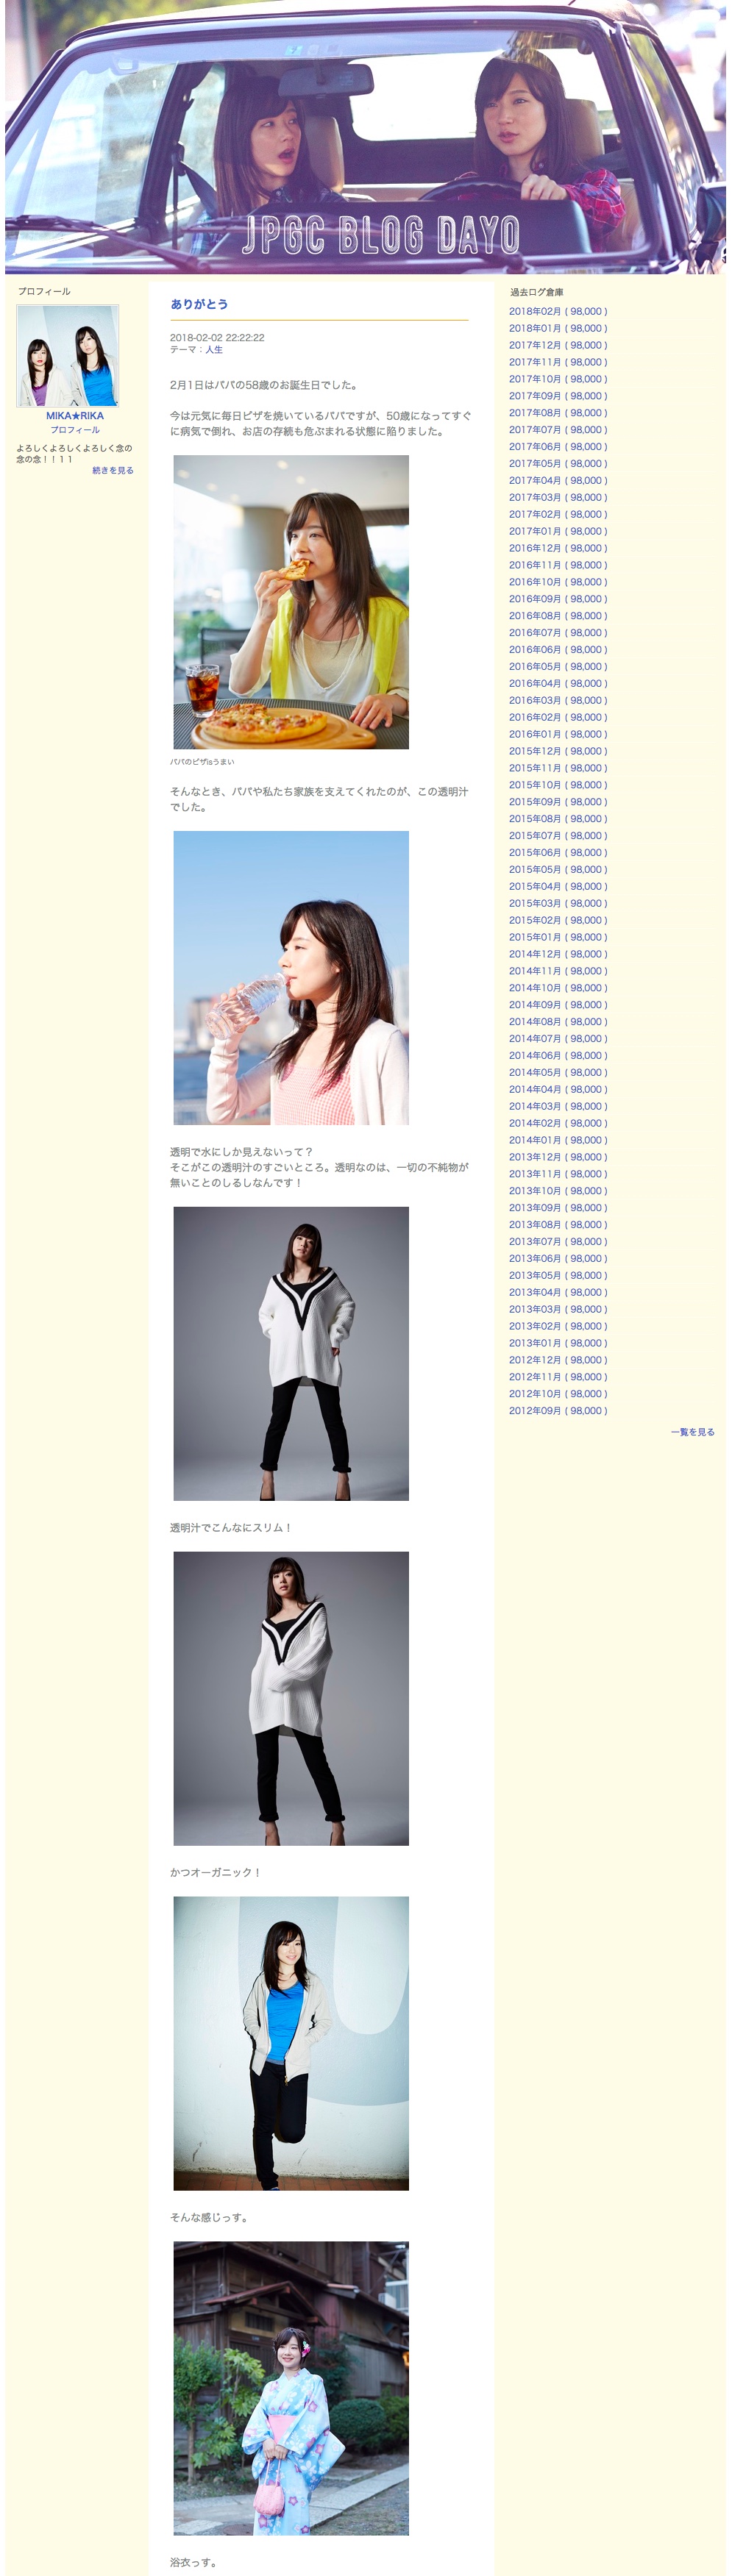 JPGC BLOG DAYO
プロフィール
MIKA★RIKA
プロフィール
よろしくよろしくよろしく念の
念の念！！１１
続きを見る
ありがとう
2018-02-02 22:22:22
テーマ：人生
2月1日はパパの58歳のお誕生日でした。
今は元気に毎日ピザを焼いているパパですが、50歳になってすぐ
に病気で倒れ、お店の存続も危ぶまれる状態に陥りました。
パパのピザisうまい
そんなとき、パパや私たち家族を支えてくれたのが、この透明汁
でした。
透明で水にしか見えないって？
そこがこの透明汁のすごいところ。透明なのは、一切の不純物が
無いことのしるしなんです！
透明汁でこんなにスリム！
かつオーガニック！
そんな感じっす。
浴衣っす。
過去ログ倉庫
2018年02月 ( 98,000 )
2018年01月 ( 98,000 )
2017年12月 ( 98,000 )
2017年11月 ( 98,000 )
2017年10月 ( 98,000 )
2017年09月 ( 98,000 )
2017年08月 ( 98,000 )
2017年07月 ( 98,000 )
2017年06月 ( 98,000 )
2017年05月 ( 98,000 )
2017年04月 ( 98,000 )
2017年03月 ( 98,000 )
2017年02月 ( 98,000 )
2017年01月 ( 98,000 )
2016年12月 ( 98,000 )
2016年11月 ( 98,000 )
2016年10月 ( 98,000 )
2016年09月 ( 98,000 )
2016年08月 ( 98,000 )
2016年07月 ( 98,000 )
2016年06月 ( 98,000 )
2016年05月 ( 98,000 )
2016年04月 ( 98,000 )
2016年03月 ( 98,000 )
2016年02月 ( 98,000 )
2016年01月 ( 98,000 )
2015年12月 ( 98,000 )
2015年11月 ( 98,000 )
2015年10月 ( 98,000 )
2015年09月 ( 98,000 )
2015年08月 ( 98,000 )
2015年07月 ( 98,000 )
2015年06月 ( 98,000 )
2015年05月 ( 98,000 )
2015年04月 ( 98,000 )
2015年03月 ( 98,000 )
2015年02月 ( 98,000 )
2015年01月 ( 98,000 )
2014年12月 ( 98,000 )
2014年11月 ( 98,000 )
2014年10月 ( 98,000 )
2014年09月 ( 98,000 )
2014年08月 ( 98,000 )
2014年07月 ( 98,000 )
2014年06月 ( 98,000 )
2014年05月 ( 98,000 )
2014年04月 ( 98,000 )
2014年03月 ( 98,000 )
2014年02月 ( 98,000 )
2014年01月 ( 98,000 )
2013年12月 ( 98,000 )
2013年11月 ( 98,000 )
2013年10月 ( 98,000 )
2013年09月 ( 98,000 )
2013年08月 ( 98,000 )
2013年07月 ( 98,000 )
2013年06月 ( 98,000 )
2013年05月 ( 98,000 )
2013年04月 ( 98,000 )
2013年03月 ( 98,000 )
2013年02月 ( 98,000 )
2013年01月 ( 98,000 )
2012年12月 ( 98,000 )
2012年11月 ( 98,000 )
2012年10月 ( 98,000 )
2012年09月 ( 98,000 )
一覧を見る